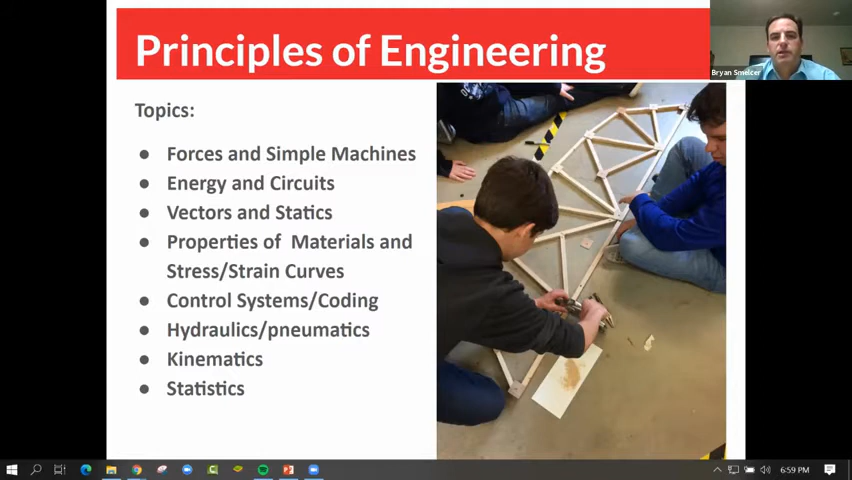 Principles of Engineering
Bryan Smelcer
Topics:
● Forces and Simple Machines
● Energy and Circuits
● Vectors and Statics
● Properties of  Materials and
Stress/Strain Curves
● Control Systems/Coding
● Hydraulics/pneumatics
● Kinematics
● Statistics
6:59 PM